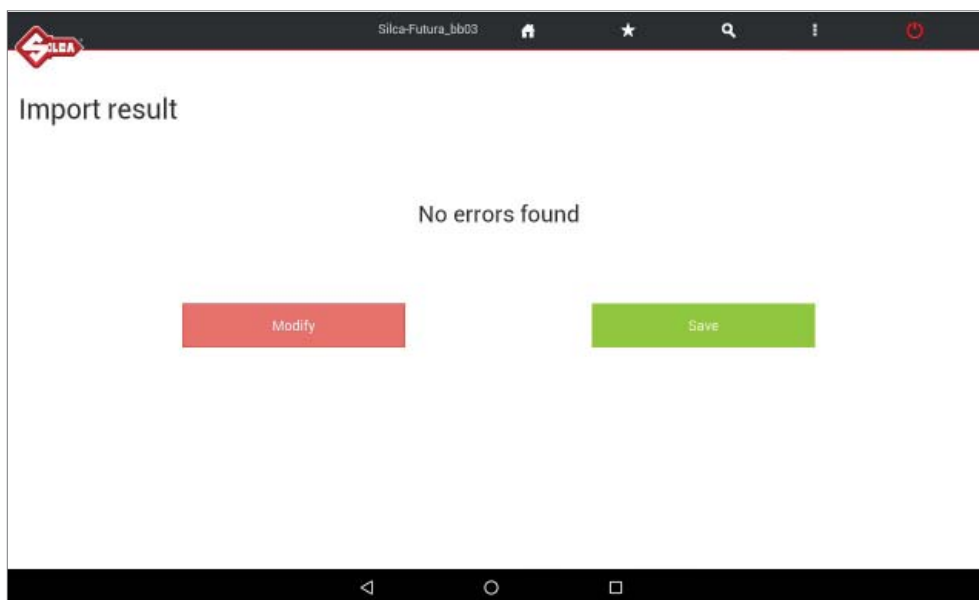 Silca-Futura_bb03
SILCA
Import result
No errors found
Modify
Save